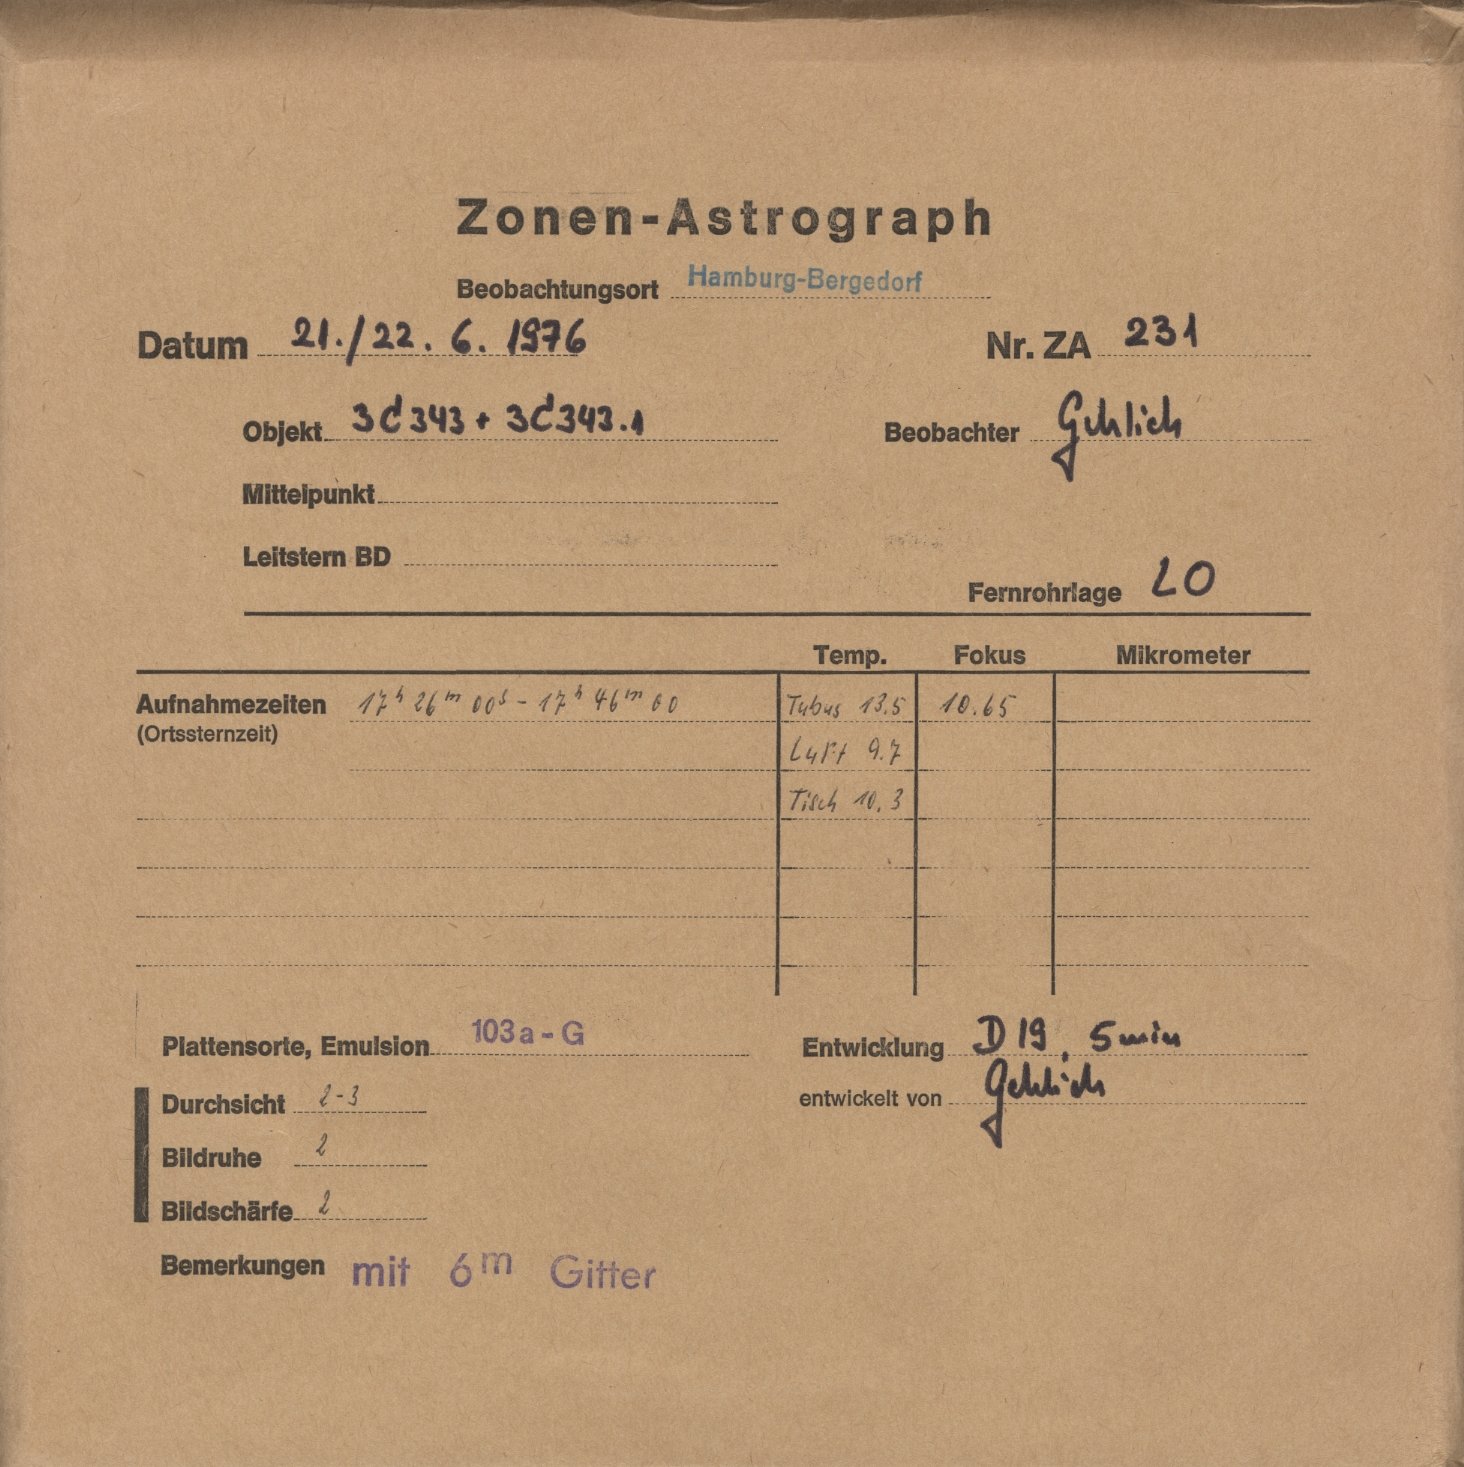 Zonen-Astrograph
Beobachtungsort Hamburg-Bergedorf
Datum 21./22. 6. 1976 Nr. ZA 231
Objekt 3C343 + 3C343.1 Beobachter Gehlich
Mittelpunkt
Leitstern BD
Fernrohrlage LO
Temp. Fokus Mikrometer
Aufnahmezeiten 17h 26m 00s - 17h 46m 00 Tubus 13.5 10.65
(Ortssternzeit)
Luft 9.7
Tisch 10.3
Plattensorte, Emulsion 103a-G Entwicklung D19, 5min
Durchsicht 2-3 entwickelt von Gehlich
Bildruhe 2
Bildschärfe 2
Bemerkungen mit 6m Gitter